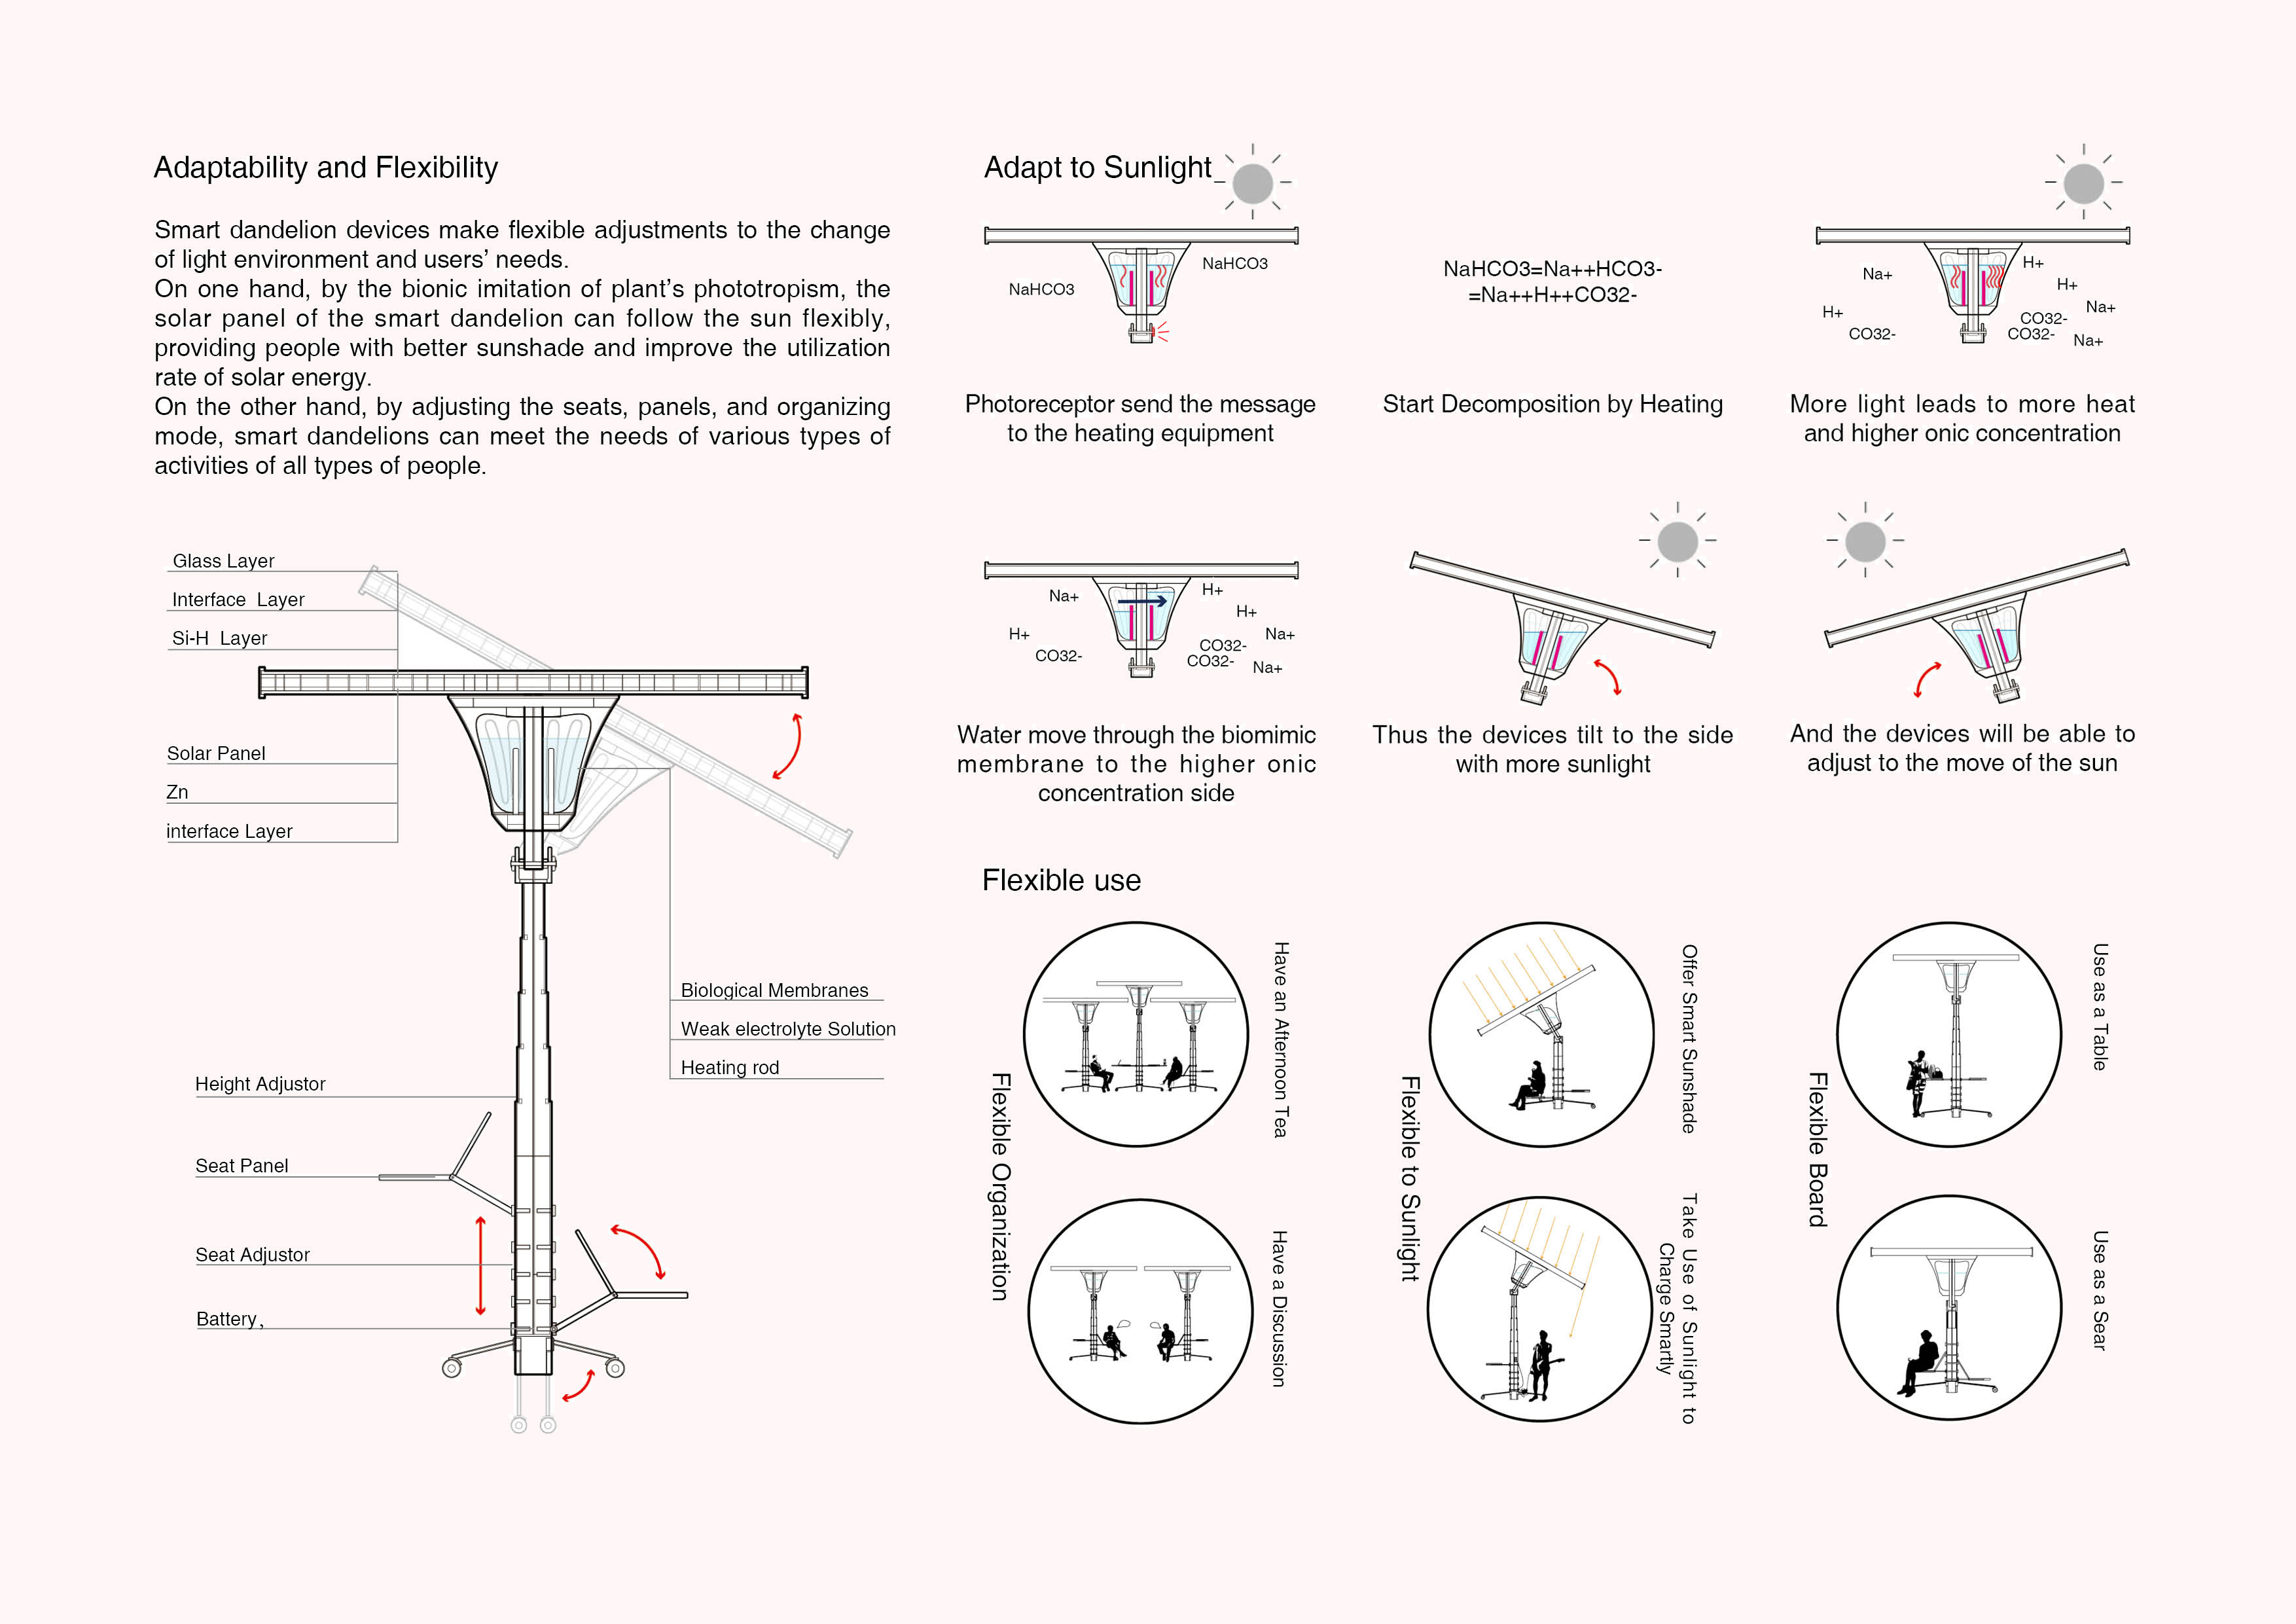 Adaptability and Flexibility
Smart dandelion devices make flexible adjustments to the change
of light environment and users’ needs.
On one hand, by the bionic imitation of plant’s phototropism, the
solar panel of the smart dandelion can follow the sun flexibly,
providing people with better sunshade and improve the utilization
rate of solar energy.
On the other hand, by adjusting the seats, panels, and organizing
mode, smart dandelions can meet the needs of various types of
activities of all types of people.
Glass Layer
Interface Layer
Si-H Layer
Solar Panel
Zn
interface Layer
Biological Membranes
Weak electrolyte Solution
Heating rod
Height Adjustor
Seat Panel
Seat Adjustor
Battery,
Adapt to Sunlight
NaHCO3
NaHCO3
Photoreceptor send the message
to the heating equipment
NaHCO3=Na++HCO3-
=Na++H++CO32-
Start Decomposition by Heating
Na+
H+
CO32-
H+
H+
Na+
CO32-
CO32-
Na+
More light leads to more heat
and higher onic concentration
Na+
H+
CO32-
H+
H+
Na+
CO32-
CO32-
Na+
Water move through the biomimic
membrane to the higher onic
concentration side
Thus the devices tilt to the side
with more sunlight
And the devices will be able to
adjust to the move of the sun
Flexible use
Flexible Organization
Have an Afternoon Tea
Have a Discussion
Flexible to Sunlight
Offer Smart Sunshade
Take Use of Sunlight to
Charge Smartly
Flexible Board
Use as a Table
Use as a Sear